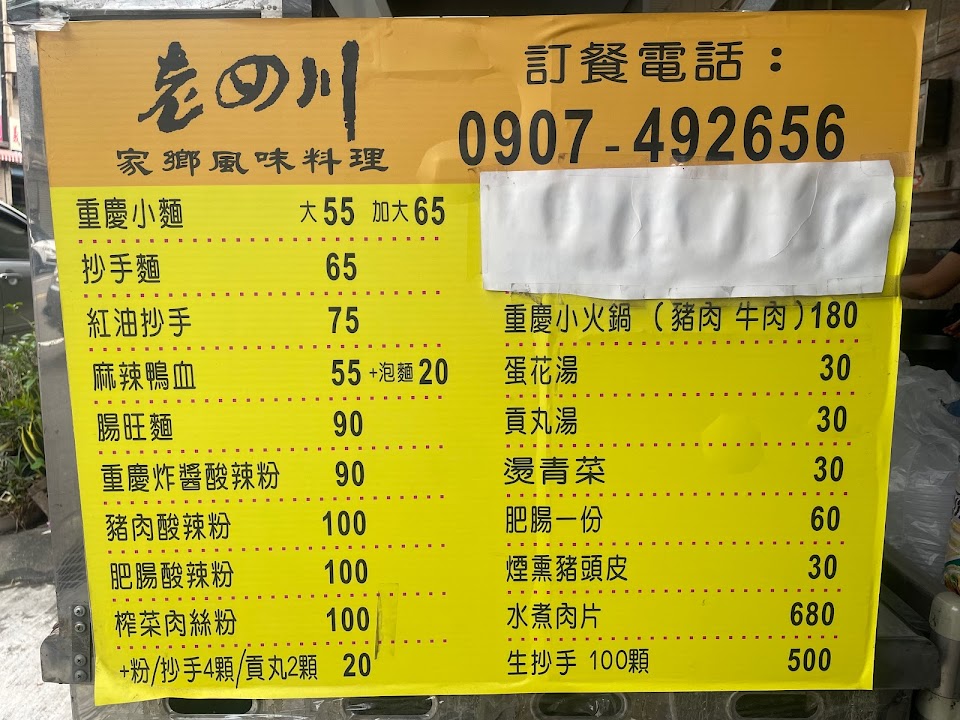 老四川
家鄉風味料理
訂餐電話：
0907-492656
重慶小麵 大55 加大65
抄手麵 65
紅油抄手 75
麻辣鴨血 55 +泡麵20
腸旺麵 90
重慶炸醬酸辣粉 90
豬肉酸辣粉 100
肥腸酸辣粉 100
榨菜肉絲粉 100
+粉/抄手4顆/貢丸2顆 20
重慶小火鍋（豬肉 牛肉）180
蛋花湯 30
貢丸湯 30
燙青菜 30
肥腸一份 60
煙熏豬頭皮 30
水煮肉片 680
生抄手 100顆 500